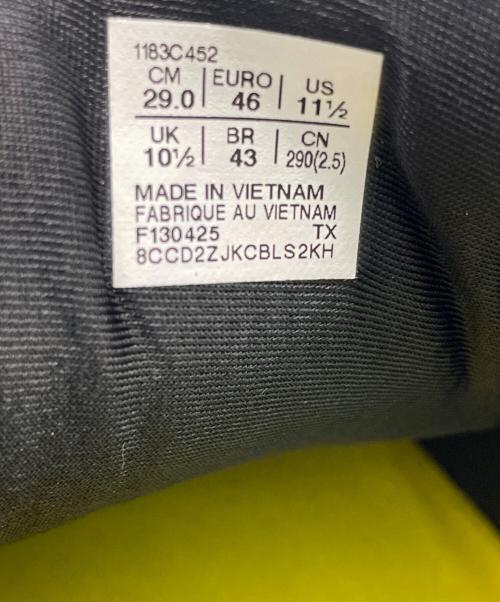 1183C452
CM | EURO | US
29.0 | 46 | 11½
UK | BR | CN
10½ | 43 | 290(2.5)
MADE IN VIETNAM
FABRIQUE AU VIETNAM
F130425 TX
8CCD2ZJKCBLS2KH